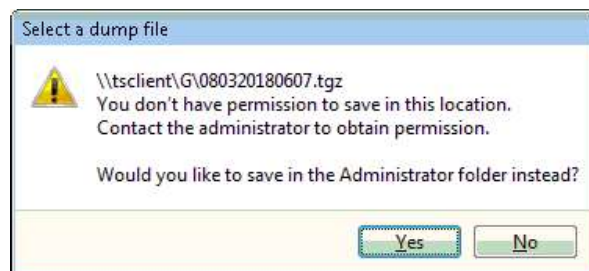 Select a dump file
\\tsclient\G\080320180607.tgz
You don't have permission to save in this location.
Contact the administrator to obtain permission.
Would you like to save in the Administrator folder instead?
Yes
No